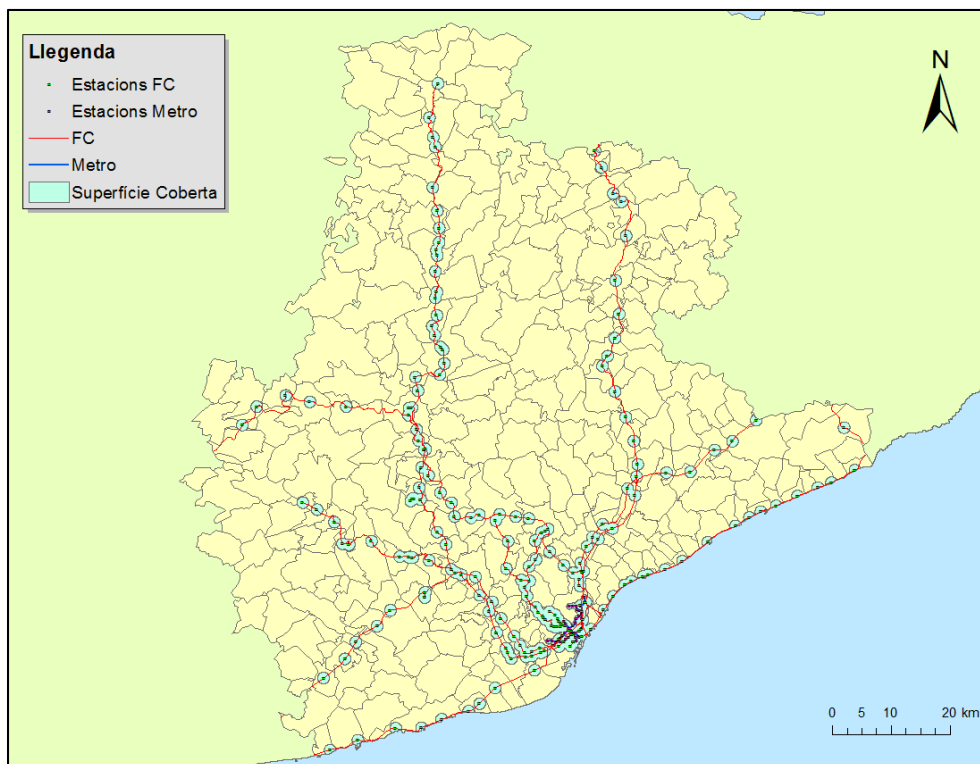 Llegenda
Estacions FC
Estacions Metro
FC
Metro
Superfície Coberta
N
0 5 10 20 km